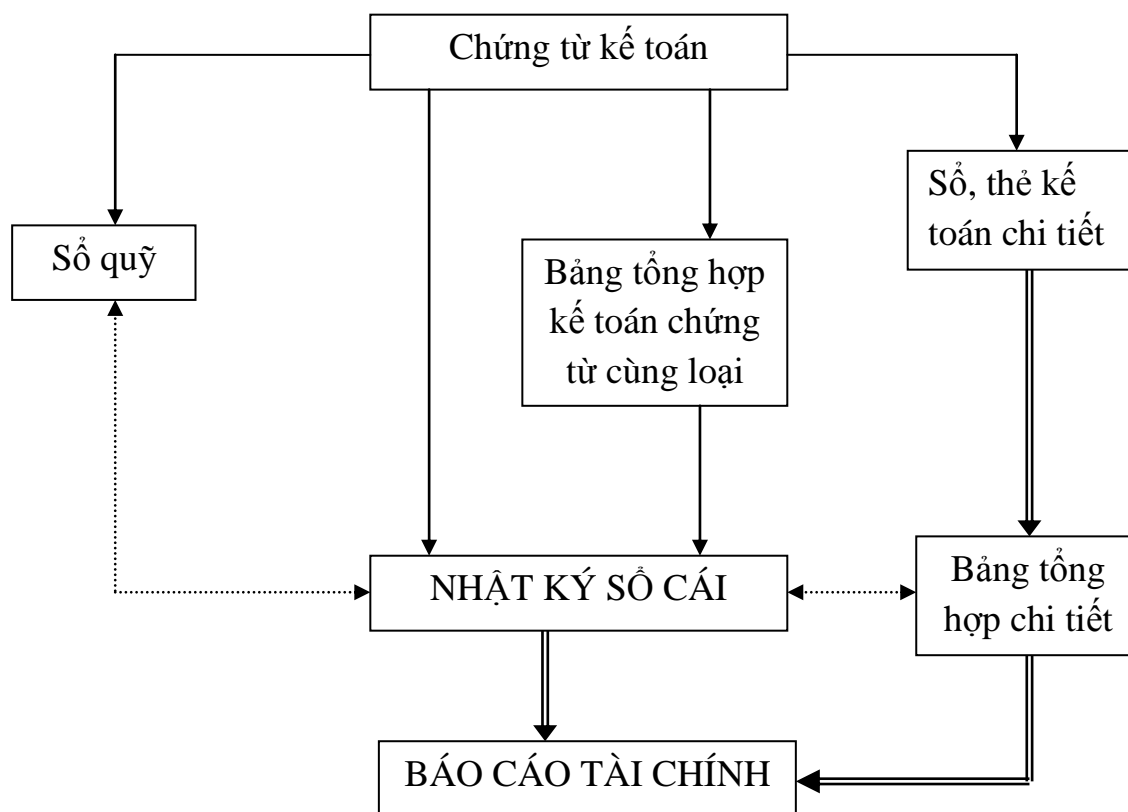 Chứng từ kế toán
Sổ, thẻ kế
toán chi tiết
Sổ quỹ
Bảng tổng hợp
kế toán chứng
từ cùng loại
NHẬT KÝ SỔ CÁI
Bảng tổng
hợp chi tiết
BÁO CÁO TÀI CHÍNH